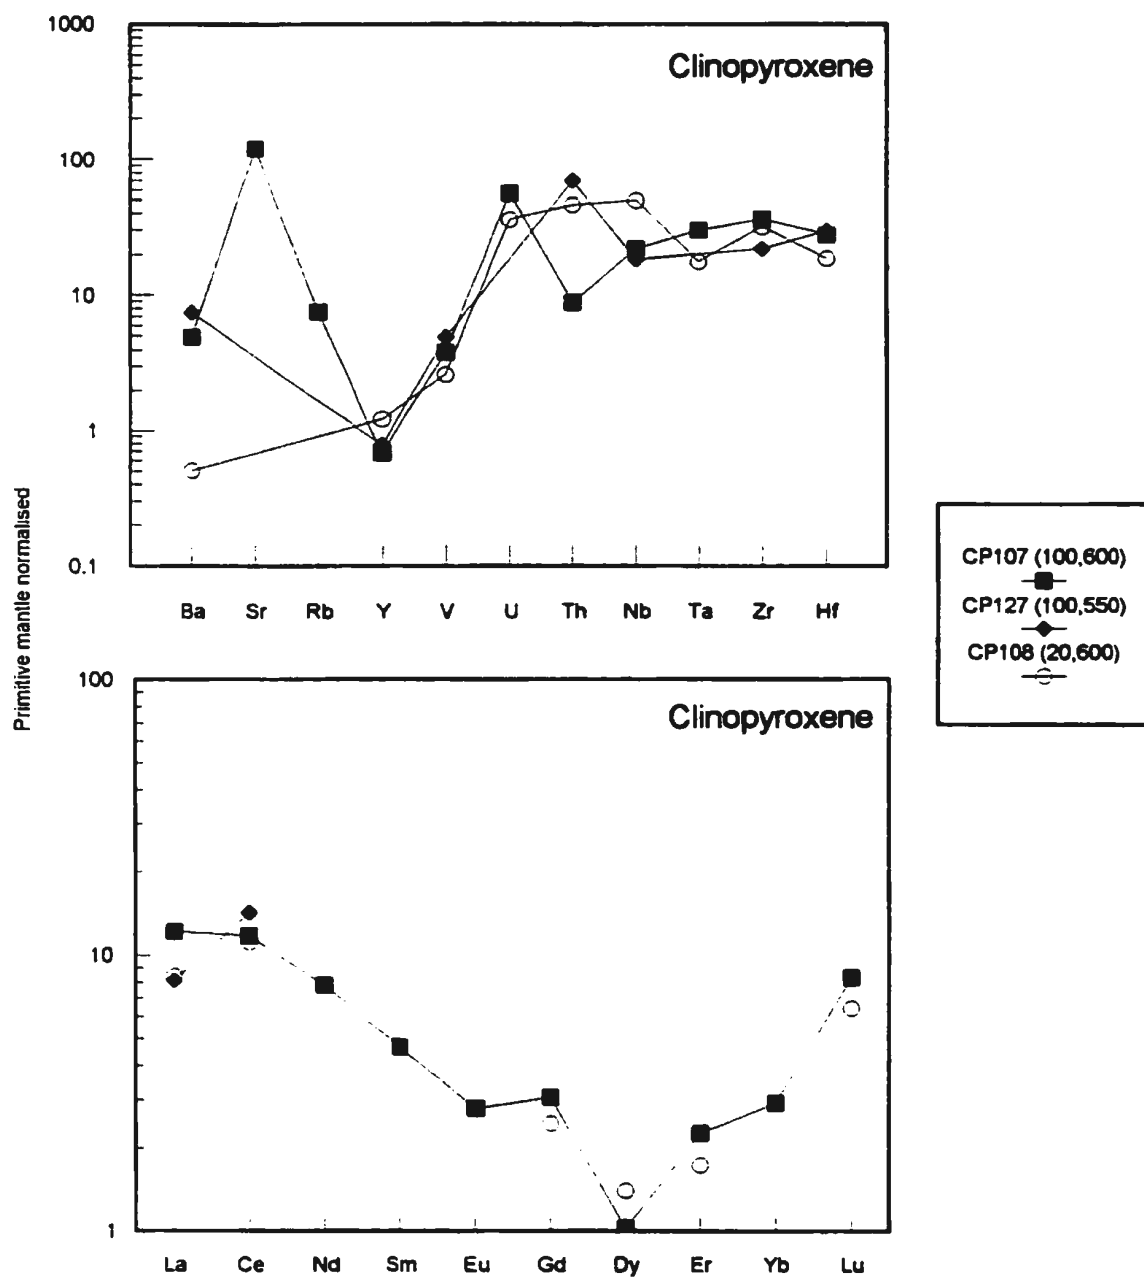 1000
Clinopyroxene
100
10
1
0.1
Ba Sr Rb Y V U Th Nb Ta Zr Hf
Primitive mantle normalised
CP107 (100,600)
CP127 (100,550)
CP108 (20,600)
100
Clinopyroxene
10
1
La Ce Nd Sm Eu Gd Dy Er Yb Lu